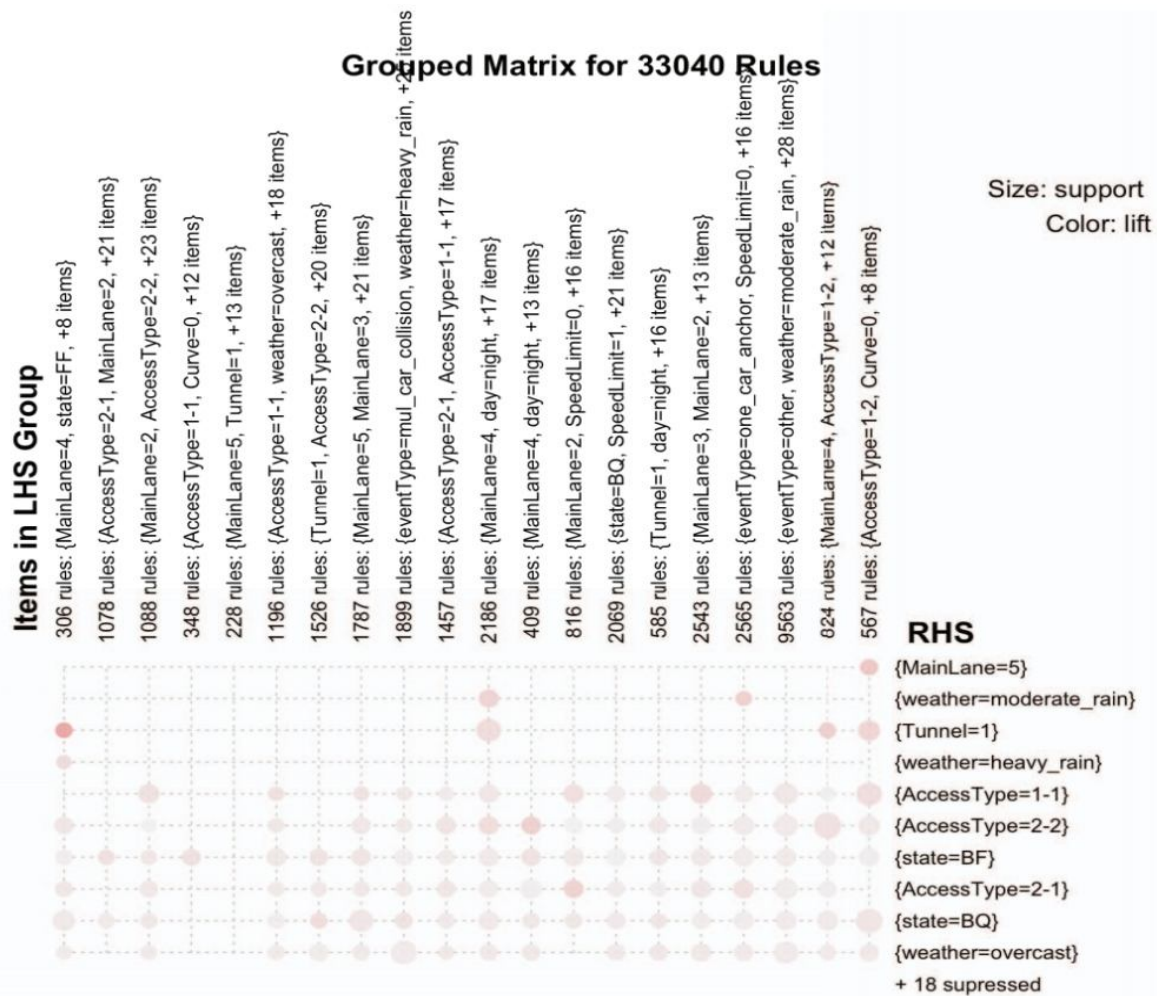 Grouped Matrix for 33040 Rules
Size: support
Color: lift
Items in LHS Group
306 rules: {MainLane=4, state=FF, +8 items}
1078 rules: {AccessType=2-1, MainLane=2, +21 items}
1088 rules: {MainLane=2, AccessType=2-2, +23 items}
348 rules: {AccessType=1-1, Curve=0, +12 items}
228 rules: {MainLane=5, Tunnel=1, +13 items}
1196 rules: {AccessType=1-1, weather=overcast, +18 items}
1526 rules: {Tunnel=1, AccessType=2-2, +20 items}
1787 rules: {MainLane=5, MainLane=3, +21 items}
1899 rules: {eventType=mul_car_collision, weather=heavy_rain, items
1457 rules: {AccessType=2-1, AccessType=1-1, +17 items}
2186 rules: {MainLane=4, day=night, +17 items}
409 rules: {MainLane=4, day=night, +13 items}
816 rules: {MainLane=2, SpeedLimit=0, +16 items}
2069 rules: {state=BQ, SpeedLimit=1, +21 items}
585 rules: {Tunnel=1, day=night, +16 items}
2543 rules: {MainLane=3, MainLane=2, +13 items}
2565 rules: {eventType=one_car_anchor, SpeedLimit=0, +16 items}
9563 rules: {eventType=other, weather=moderate_rain, +28 items}
824 rules: {MainLane=4, AccessType=1-2, +12 items}
567 rules: {AccessType=1-2, Curve=0, +8 items}
RHS
{MainLane=5}
{weather=moderate_rain}
{Tunnel=1}
{weather=heavy_rain}
{AccessType=1-1}
{AccessType=2-2}
{state=BF}
{AccessType=2-1}
{state=BQ}
{weather=overcast}
+ 18 supressed